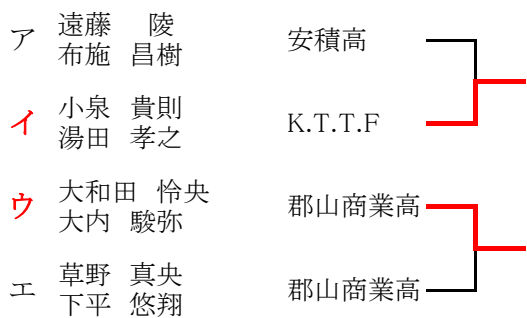 ア 遠藤 陵 安積高
布施 昌樹
イ 小泉 貴則 K.T.T.F
湯田 孝之
ウ 大和田 怜央 郡山商業高
大内 駿弥
エ 草野 真央 郡山商業高
下平 悠翔